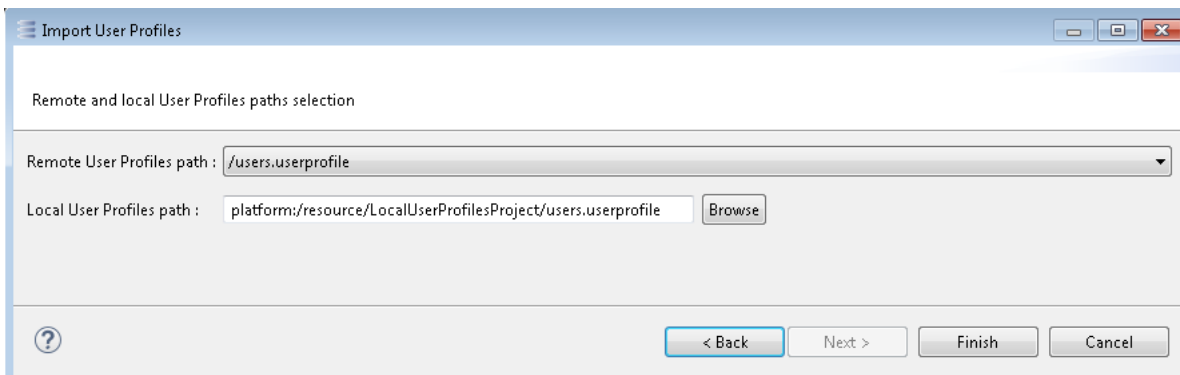 Import User Profiles
Remote and local User Profiles paths selection
Remote User Profiles path : /users.userprofile
Local User Profiles path : platform:/resource/LocalUserProfilesProject/users.userprofile Browse
? < Back Next > Finish Cancel